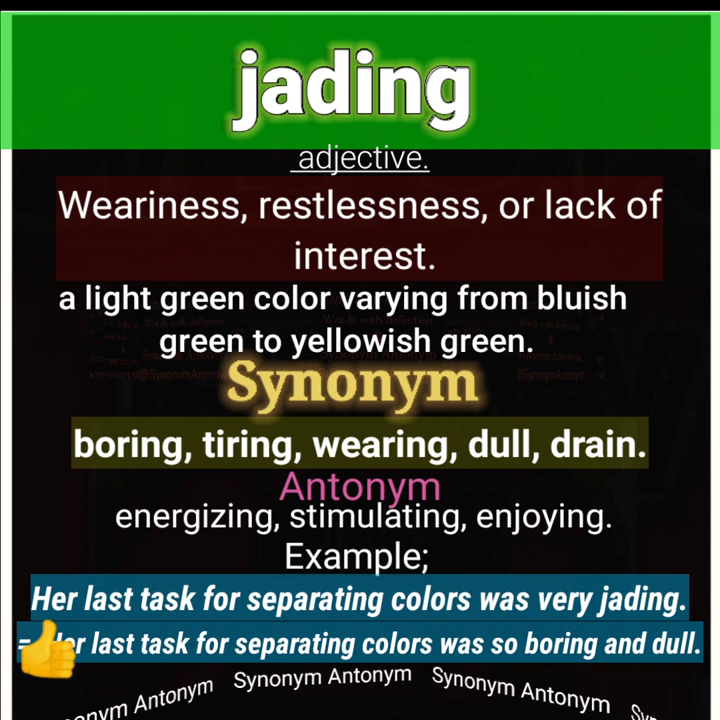 jading
adjective.
Weariness, restlessness, or lack of
interest.
a light green color varying from bluish
green to yellowish green.
Synonym
boring, tiring, wearing, dull, drain.
Antonym
energizing, stimulating, enjoying.
Example;
Her last task for separating colors was very jading.
= Her last task for separating colors was so boring and dull.
Antonym Synonym Antonym Synonym Antonym